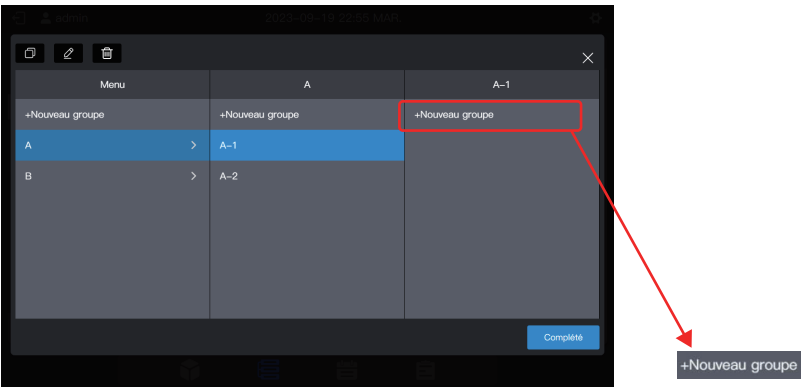 admin 2023-09-19 22:55 MAR.
Menu A A-1
+Nouveau groupe +Nouveau groupe +Nouveau groupe
A > A-1
B > A-2
Complété
+Nouveau groupe